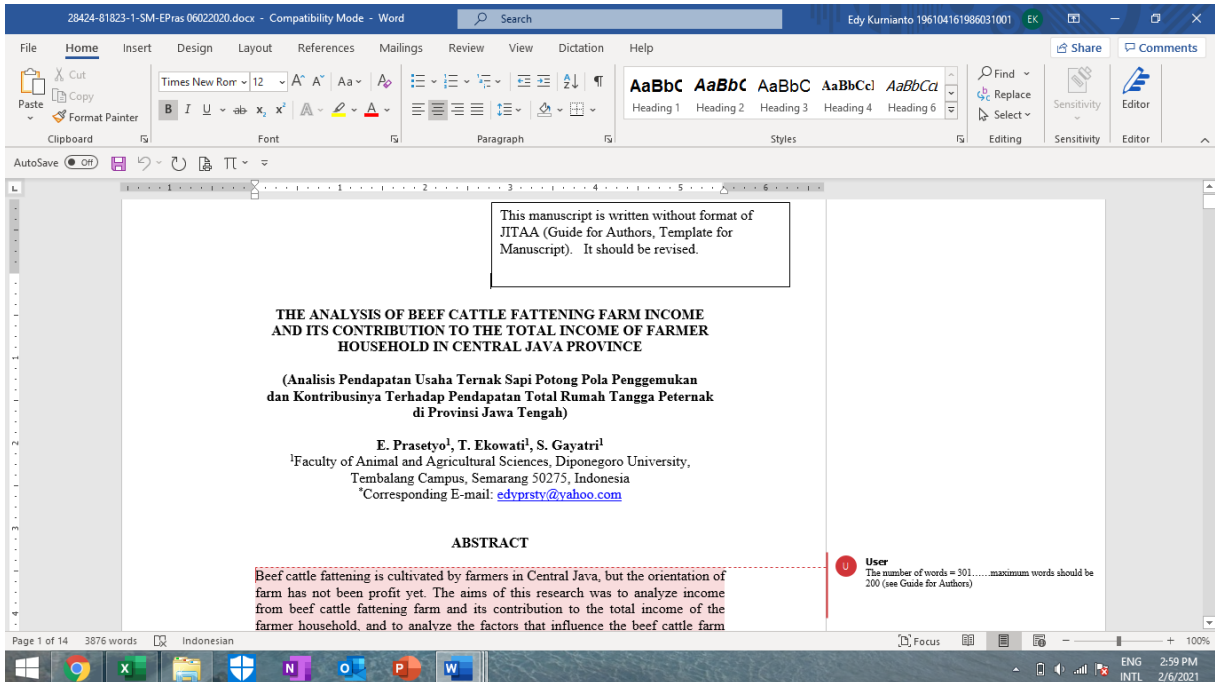 28424-81823-1-SM-EPras 06022020.docx - Compatibility Mode - Word
Search
Edy Kurnianto 196104161986031001 EK
File Home Insert Design Layout References Mailings Review View Dictation Help
Share Comments
Paste
Cut
Copy
Format Painter
Times New Rom 12
AaBbC AaBbC AaBbC AaBbCcI AaBbCcI
Heading 1 Heading 2 Heading 3 Heading 4 Heading 6
Find
Replace
Select
Sensitivity
Editor
Clipboard Font Paragraph Styles Editing Sensitivity Editor
AutoSave Off
This manuscript is written without format of
JITAA (Guide for Authors, Template for
Manuscript). It should be revised.
THE ANALYSIS OF BEEF CATTLE FATTENING FARM INCOME
AND ITS CONTRIBUTION TO THE TOTAL INCOME OF FARMER
HOUSEHOLD IN CENTRAL JAVA PROVINCE
(Analisis Pendapatan Usaha Ternak Sapi Potong Pola Penggemukan
dan Kontribusinya Terhadap Pendapatan Total Rumah Tangga Peternak
di Provinsi Jawa Tengah)
E. Prasetyo¹, T. Ekowati¹, S. Gayatri¹
¹Faculty of Animal and Agricultural Sciences, Diponegoro University,
Tembalang Campus, Semarang 50275, Indonesia
*Corresponding E-mail: edyprsty@yahoo.com
ABSTRACT
Beef cattle fattening is cultivated by farmers in Central Java, but the orientation of
farm has not been profit yet. The aims of this research was to analyze income
from beef cattle fattening farm and its contribution to the total income of the
farmer household, and to analyze the factors that influence the beef cattle farm
U User
The number of words = 301......maximum words should be
200 (see Guide for Authors)
Page 1 of 14 3876 words Indonesian
Focus 100%
ENG 2:59 PM
INTL 2/6/2021